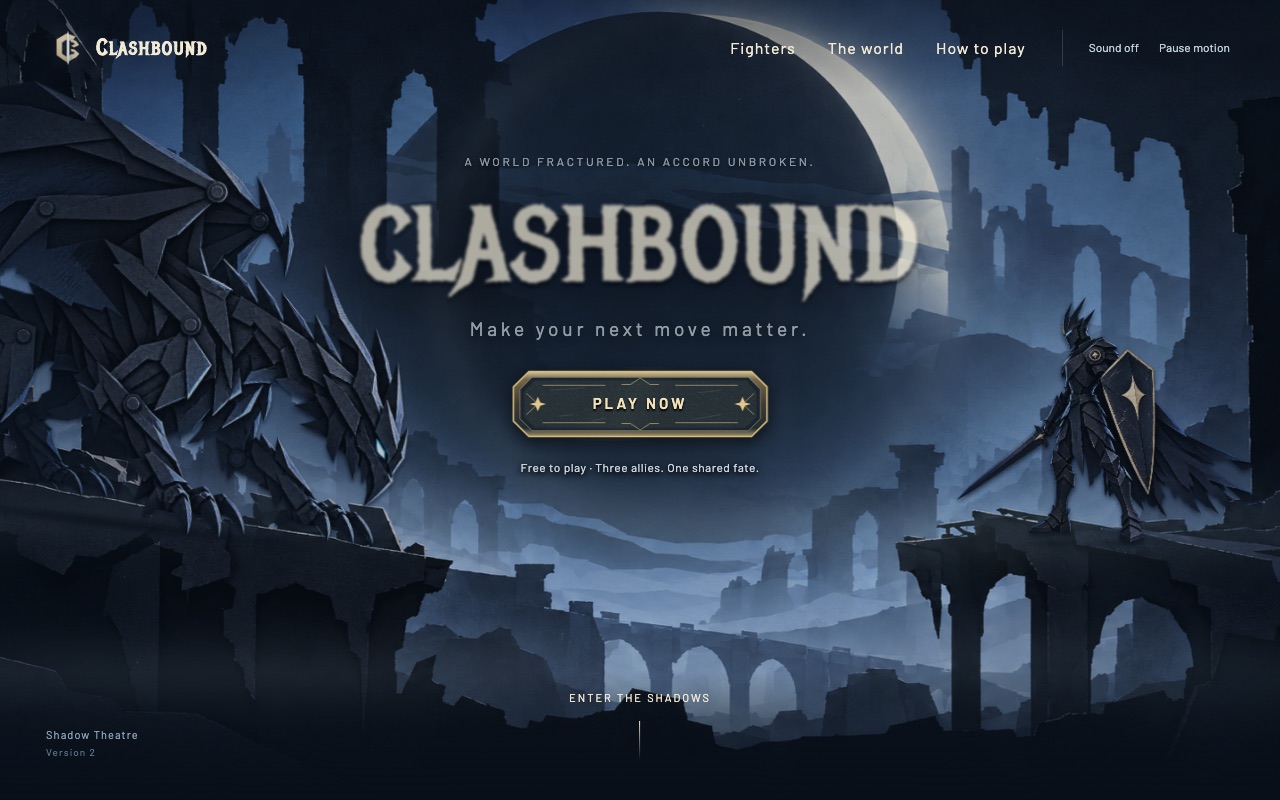 CLASHBOUND
Fighters
The world
How to play
Sound off
Pause motion
A WORLD FRACTURED. AN ACCORD UNBROKEN.
CLASHBOUND
Make your next move matter.
PLAY NOW
Free to play · Three allies. One shared fate.
ENTER THE SHADOWS
Shadow Theatre
Version 2